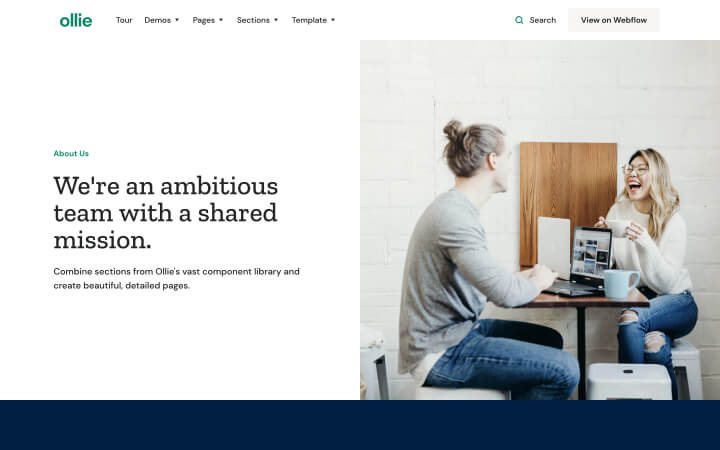 ollie
Tour
Demos
Pages
Sections
Template
Search
View on Webflow
About Us
We're an ambitious
team with a shared
mission.
Combine sections from Ollie's vast component library and
create beautiful, detailed pages.